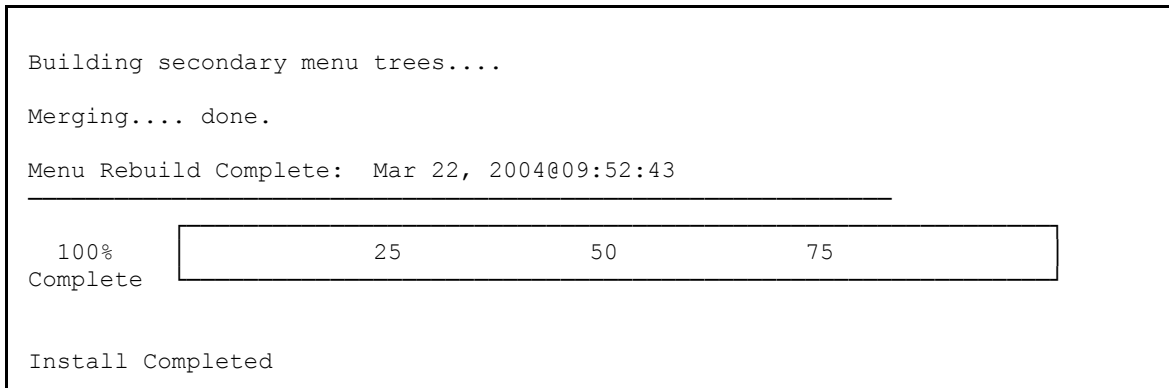 Building secondary menu trees....
Merging.... done.
Menu Rebuild Complete:  Mar 22, 2004@09:52:43
100%            25            50            75
Complete
Install Completed